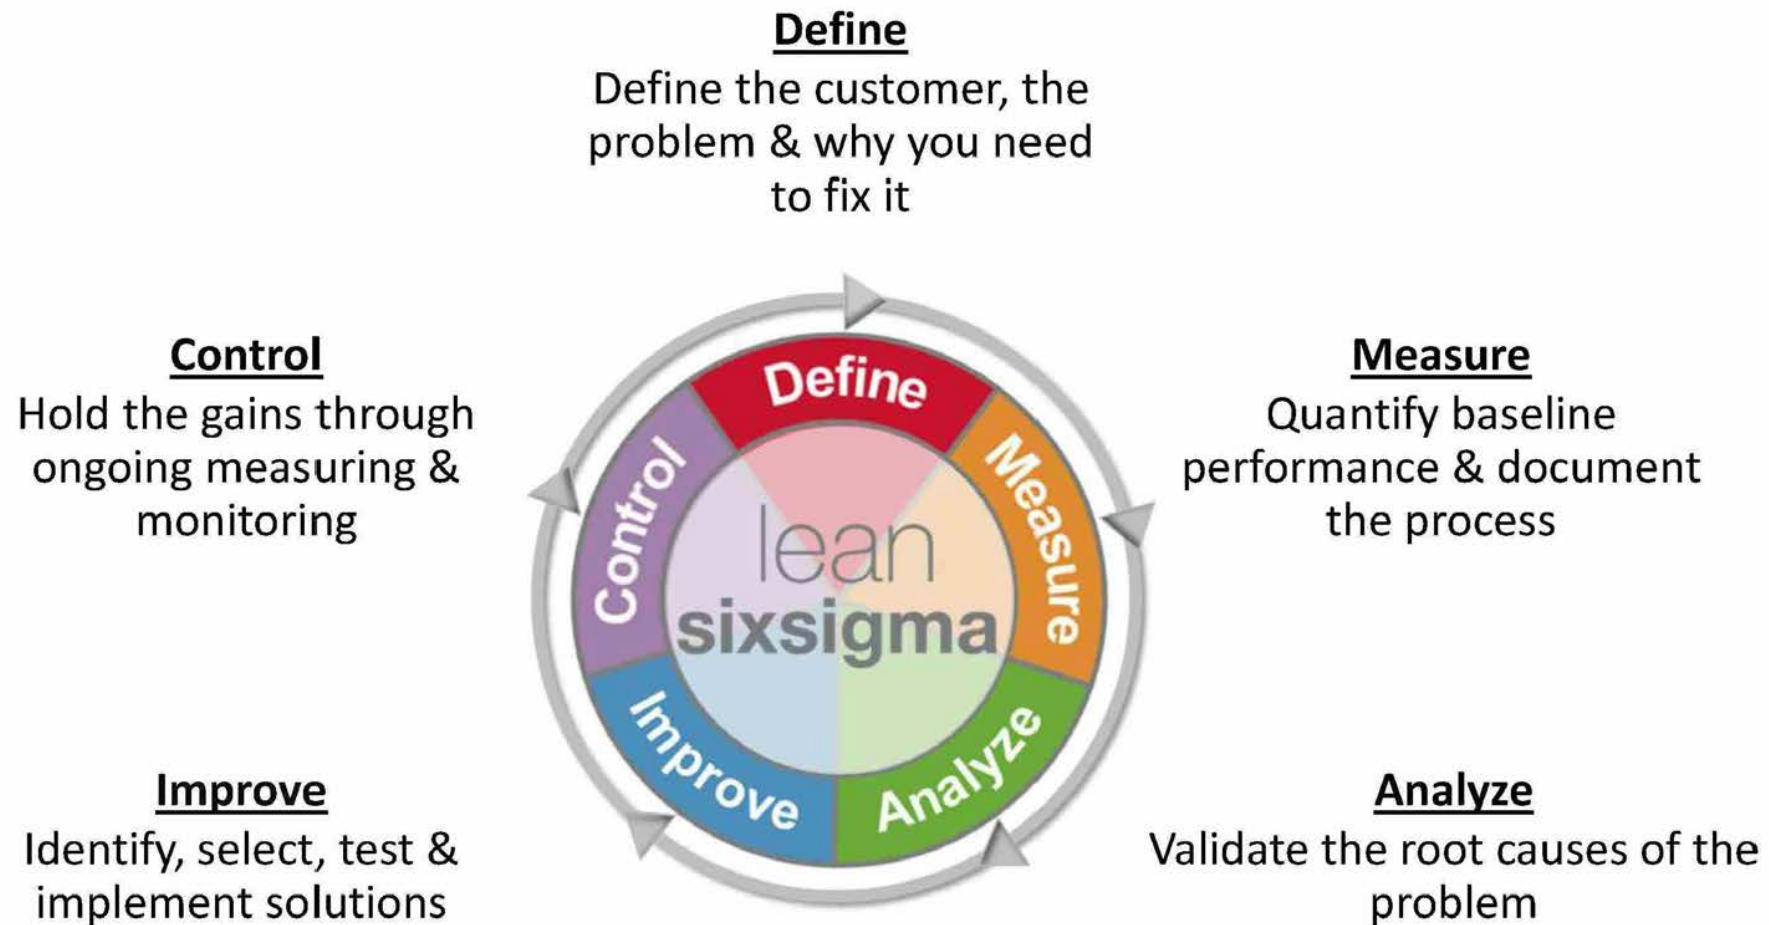 Define
Define the customer, the
problem & why you need
to fix it
Control
Hold the gains through
ongoing measuring &
monitoring
Measure
Quantify baseline
performance & document
the process
Define
Measure
Analyze
Improve
Control
lean
sixsigma
Improve
Identify, select, test &
implement solutions
Analyze
Validate the root causes of the
problem